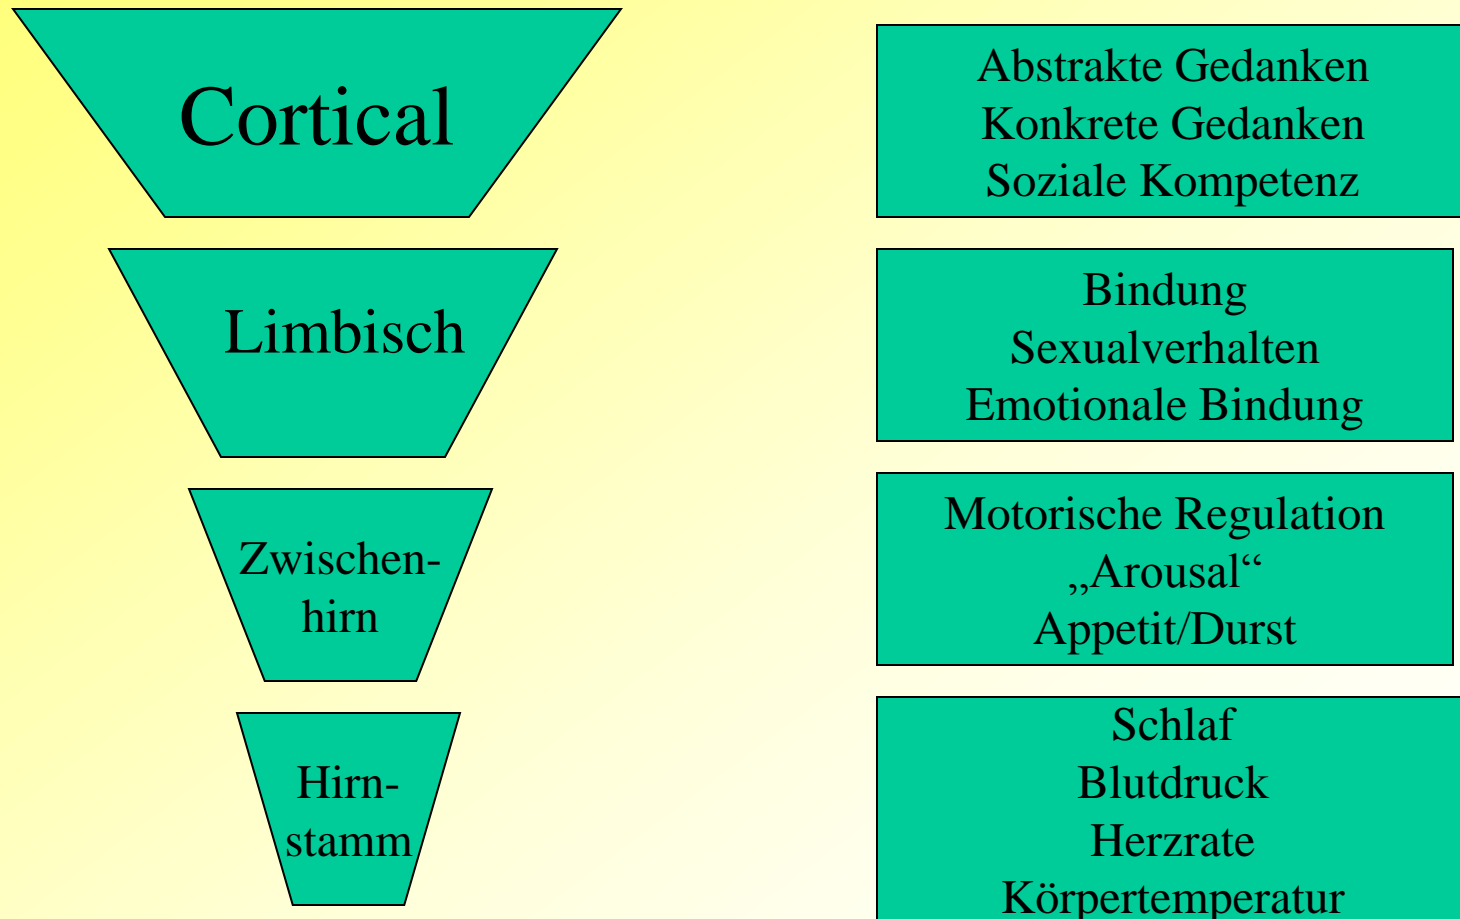 Cortical
Abstrakte Gedanken
Konkrete Gedanken
Soziale Kompetenz
Limbisch
Bindung
Sexualverhalten
Emotionale Bindung
Zwischen-
hirn
Motorische Regulation
„Arousal“
Appetit/Durst
Hirn-
stamm
Schlaf
Blutdruck
Herzrate
Körpertemperatur